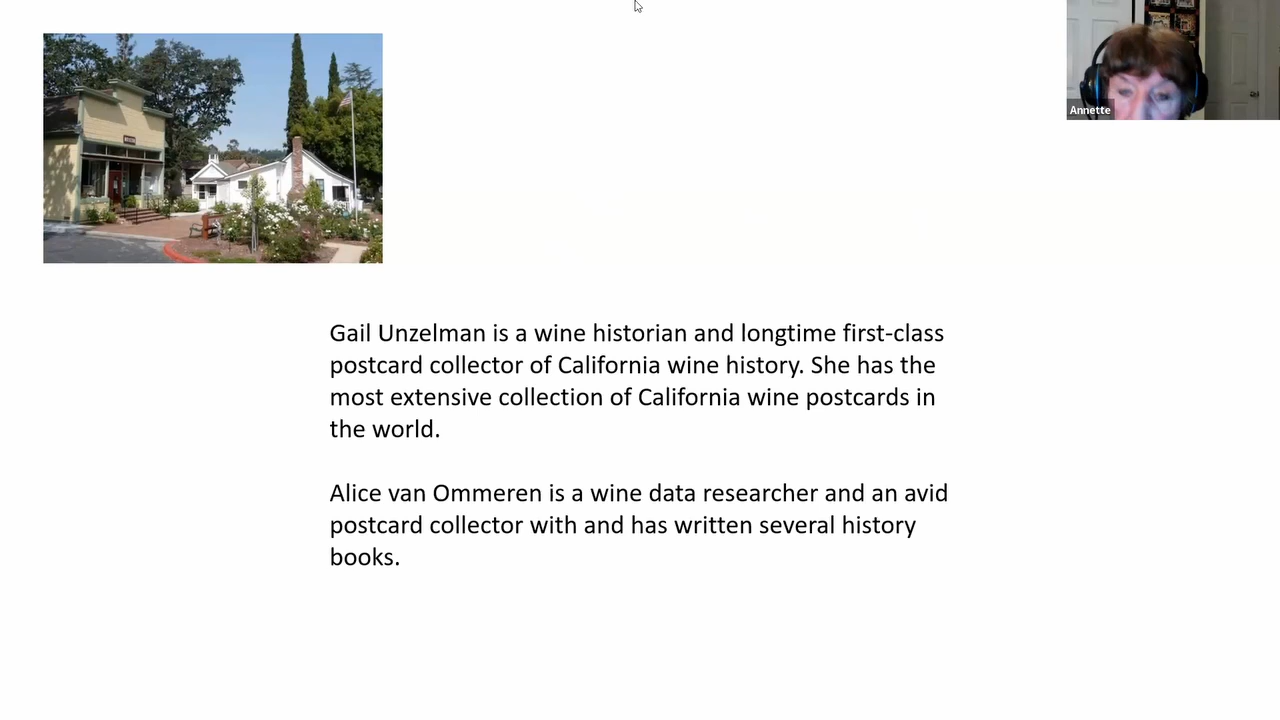 Annette
Gail Unzelman is a wine historian and longtime first-class
postcard collector of California wine history. She has the
most extensive collection of California wine postcards in
the world.
Alice van Ommeren is a wine data researcher and an avid
postcard collector with and has written several history
books.